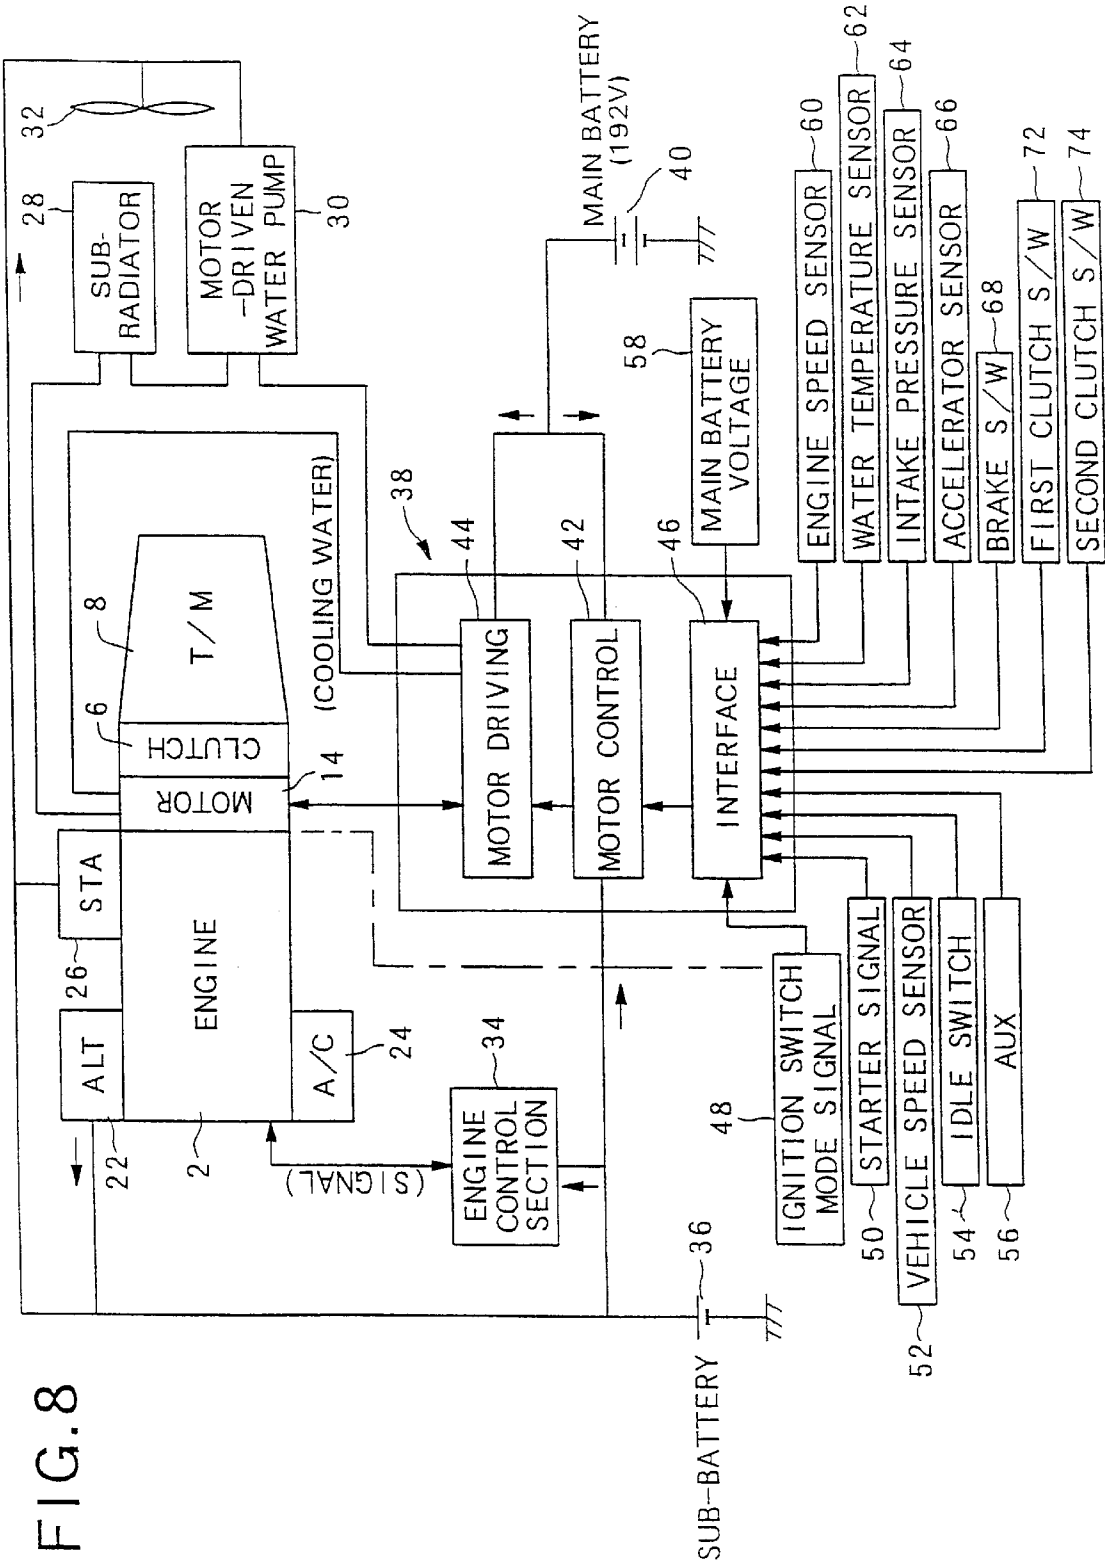 FIG.8
32
28
SUB-
RADIATOR
MOTOR
-DRIVEN
WATER PUMP
30
26
STA
22
ALT
2
ENGINE
MOTOR
14
6
CLUTCH
8
T/M
A/C
24
(COOLING WATER)
(SIGNAL)
34
ENGINE
CONTROL
SECTION
38
44
MOTOR DRIVING
42
MOTOR CONTROL
46
INTERFACE
MAIN BATTERY
(192V)
40
58
MAIN BATTERY
VOLTAGE
SUB-BATTERY
36
48
IGNITION SWITCH
MODE SIGNAL
50
STARTER SIGNAL
52
VEHICLE SPEED SENSOR
54
IDLE SWITCH
56
AUX
ENGINE SPEED SENSOR
60
WATER TEMPERATURE SENSOR
62
INTAKE PRESSURE SENSOR
64
ACCELERATOR SENSOR
66
BRAKE S/W
68
FIRST CLUTCH S/W
72
SECOND CLUTCH S/W
74